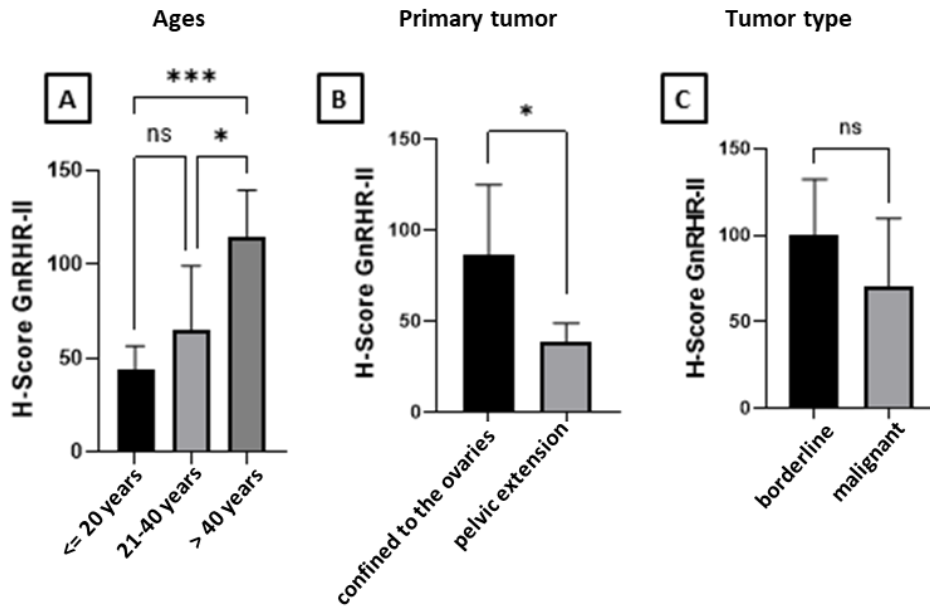 Ages
Primary tumor
Tumor type
A
***
ns
*
H-Score GnRHR-II
150
100
50
0
<= 20 years
21-40 years
> 40 years
B
*
H-Score GnRHR-II
150
100
50
0
confined to the ovaries
pelvic extension
C
ns
H-Score GnRHR-II
150
100
50
0
borderline
malignant